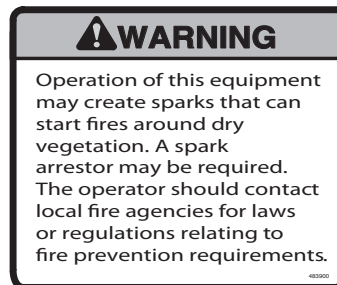 WARNING
Operation of this equipment
may create sparks that can
start fires around dry
vegetation. A spark
arrestor may be required.
The operator should contact
local fire agencies for laws
or regulations relating to
fire prevention requirements.
483900